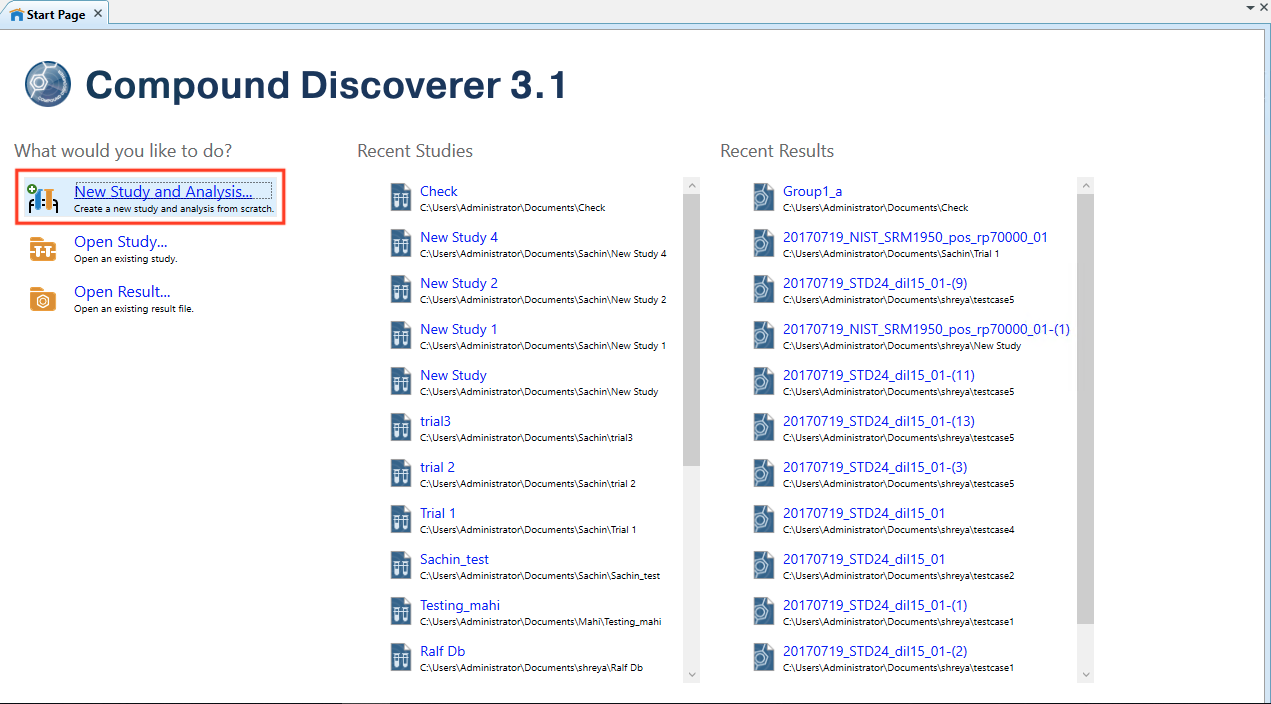 Start Page
Compound Discoverer 3.1
What would you like to do?
New Study and Analysis...
Create a new study and analysis from scratch.
Open Study...
Open an existing study.
Open Result...
Open an existing result file.
Recent Studies
Check
C:\Users\Administrator\Documents\Check
New Study 4
C:\Users\Administrator\Documents\Sachin\New Study 4
New Study 2
C:\Users\Administrator\Documents\Sachin\New Study 2
New Study 1
C:\Users\Administrator\Documents\Sachin\New Study 1
New Study
C:\Users\Administrator\Documents\Sachin\New Study
trial3
C:\Users\Administrator\Documents\Sachin\trial3
trial 2
C:\Users\Administrator\Documents\Sachin\trial 2
Trial 1
C:\Users\Administrator\Documents\Sachin\Trial 1
Sachin_test
C:\Users\Administrator\Documents\Sachin\Sachin_test
Testing_mahi
C:\Users\Administrator\Documents\Mahi\Testing_mahi
Ralf Db
C:\Users\Administrator\Documents\shreya\Ralf Db
Recent Results
Group1_a
C:\Users\Administrator\Documents\Check
20170719_NIST_SRM1950_pos_rp70000_01
C:\Users\Administrator\Documents\Sachin\Trial 1
20170719_STD24_dil15_01-(9)
C:\Users\Administrator\Documents\shreya\testcase5
20170719_NIST_SRM1950_pos_rp70000_01-(1)
C:\Users\Administrator\Documents\shreya\New Study
20170719_STD24_dil15_01-(11)
C:\Users\Administrator\Documents\shreya\testcase5
20170719_STD24_dil15_01-(13)
C:\Users\Administrator\Documents\shreya\testcase5
20170719_STD24_dil15_01-(3)
C:\Users\Administrator\Documents\shreya\testcase5
20170719_STD24_dil15_01
C:\Users\Administrator\Documents\shreya\testcase4
20170719_STD24_dil15_01
C:\Users\Administrator\Documents\shreya\testcase2
20170719_STD24_dil15_01-(1)
C:\Users\Administrator\Documents\shreya\testcase1
20170719_STD24_dil15_01-(2)
C:\Users\Administrator\Documents\shreya\testcase1